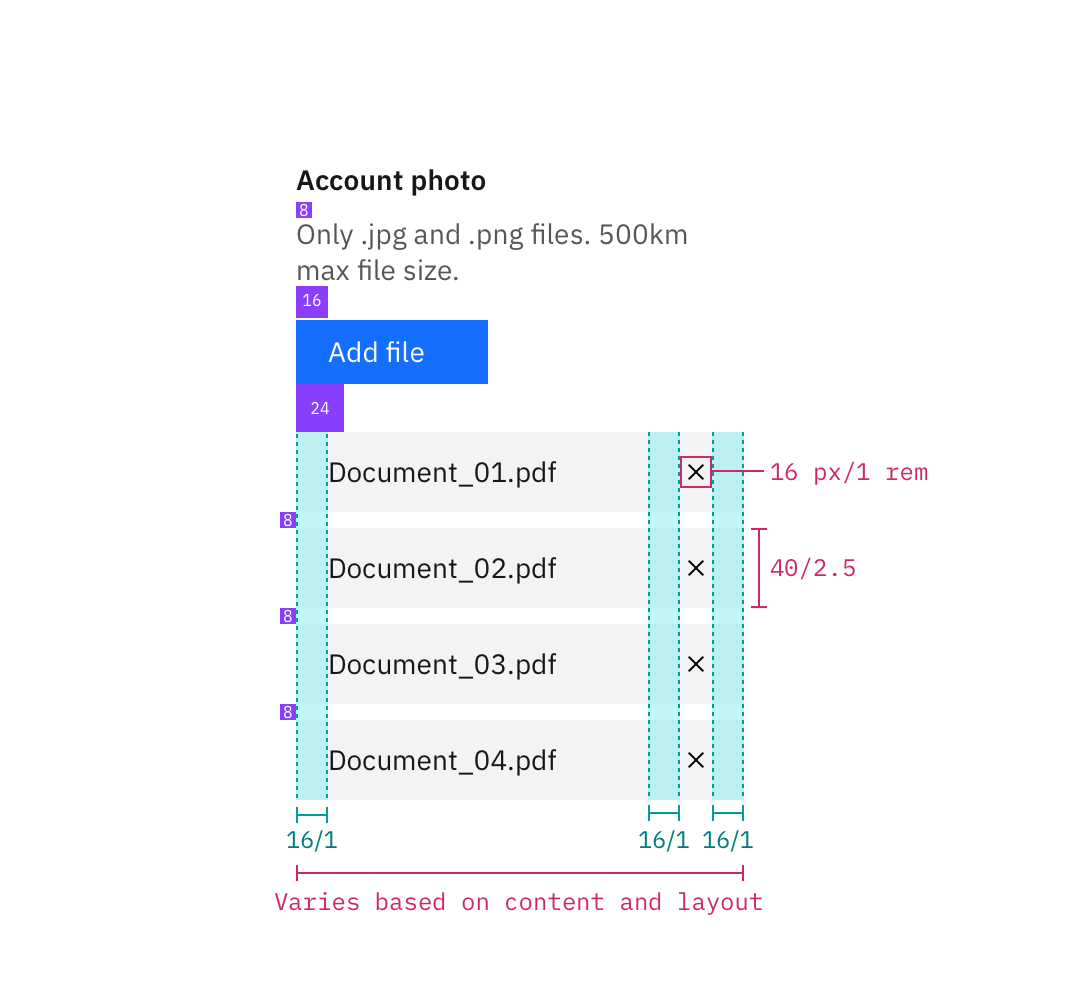 Account photo
8
Only .jpg and .png files. 500km
max file size.
16
Add file
24
Document_01.pdf
16 px/1 rem
8
Document_02.pdf
40/2.5
8
Document_03.pdf
8
Document_04.pdf
16/1 16/1 16/1
Varies based on content and layout